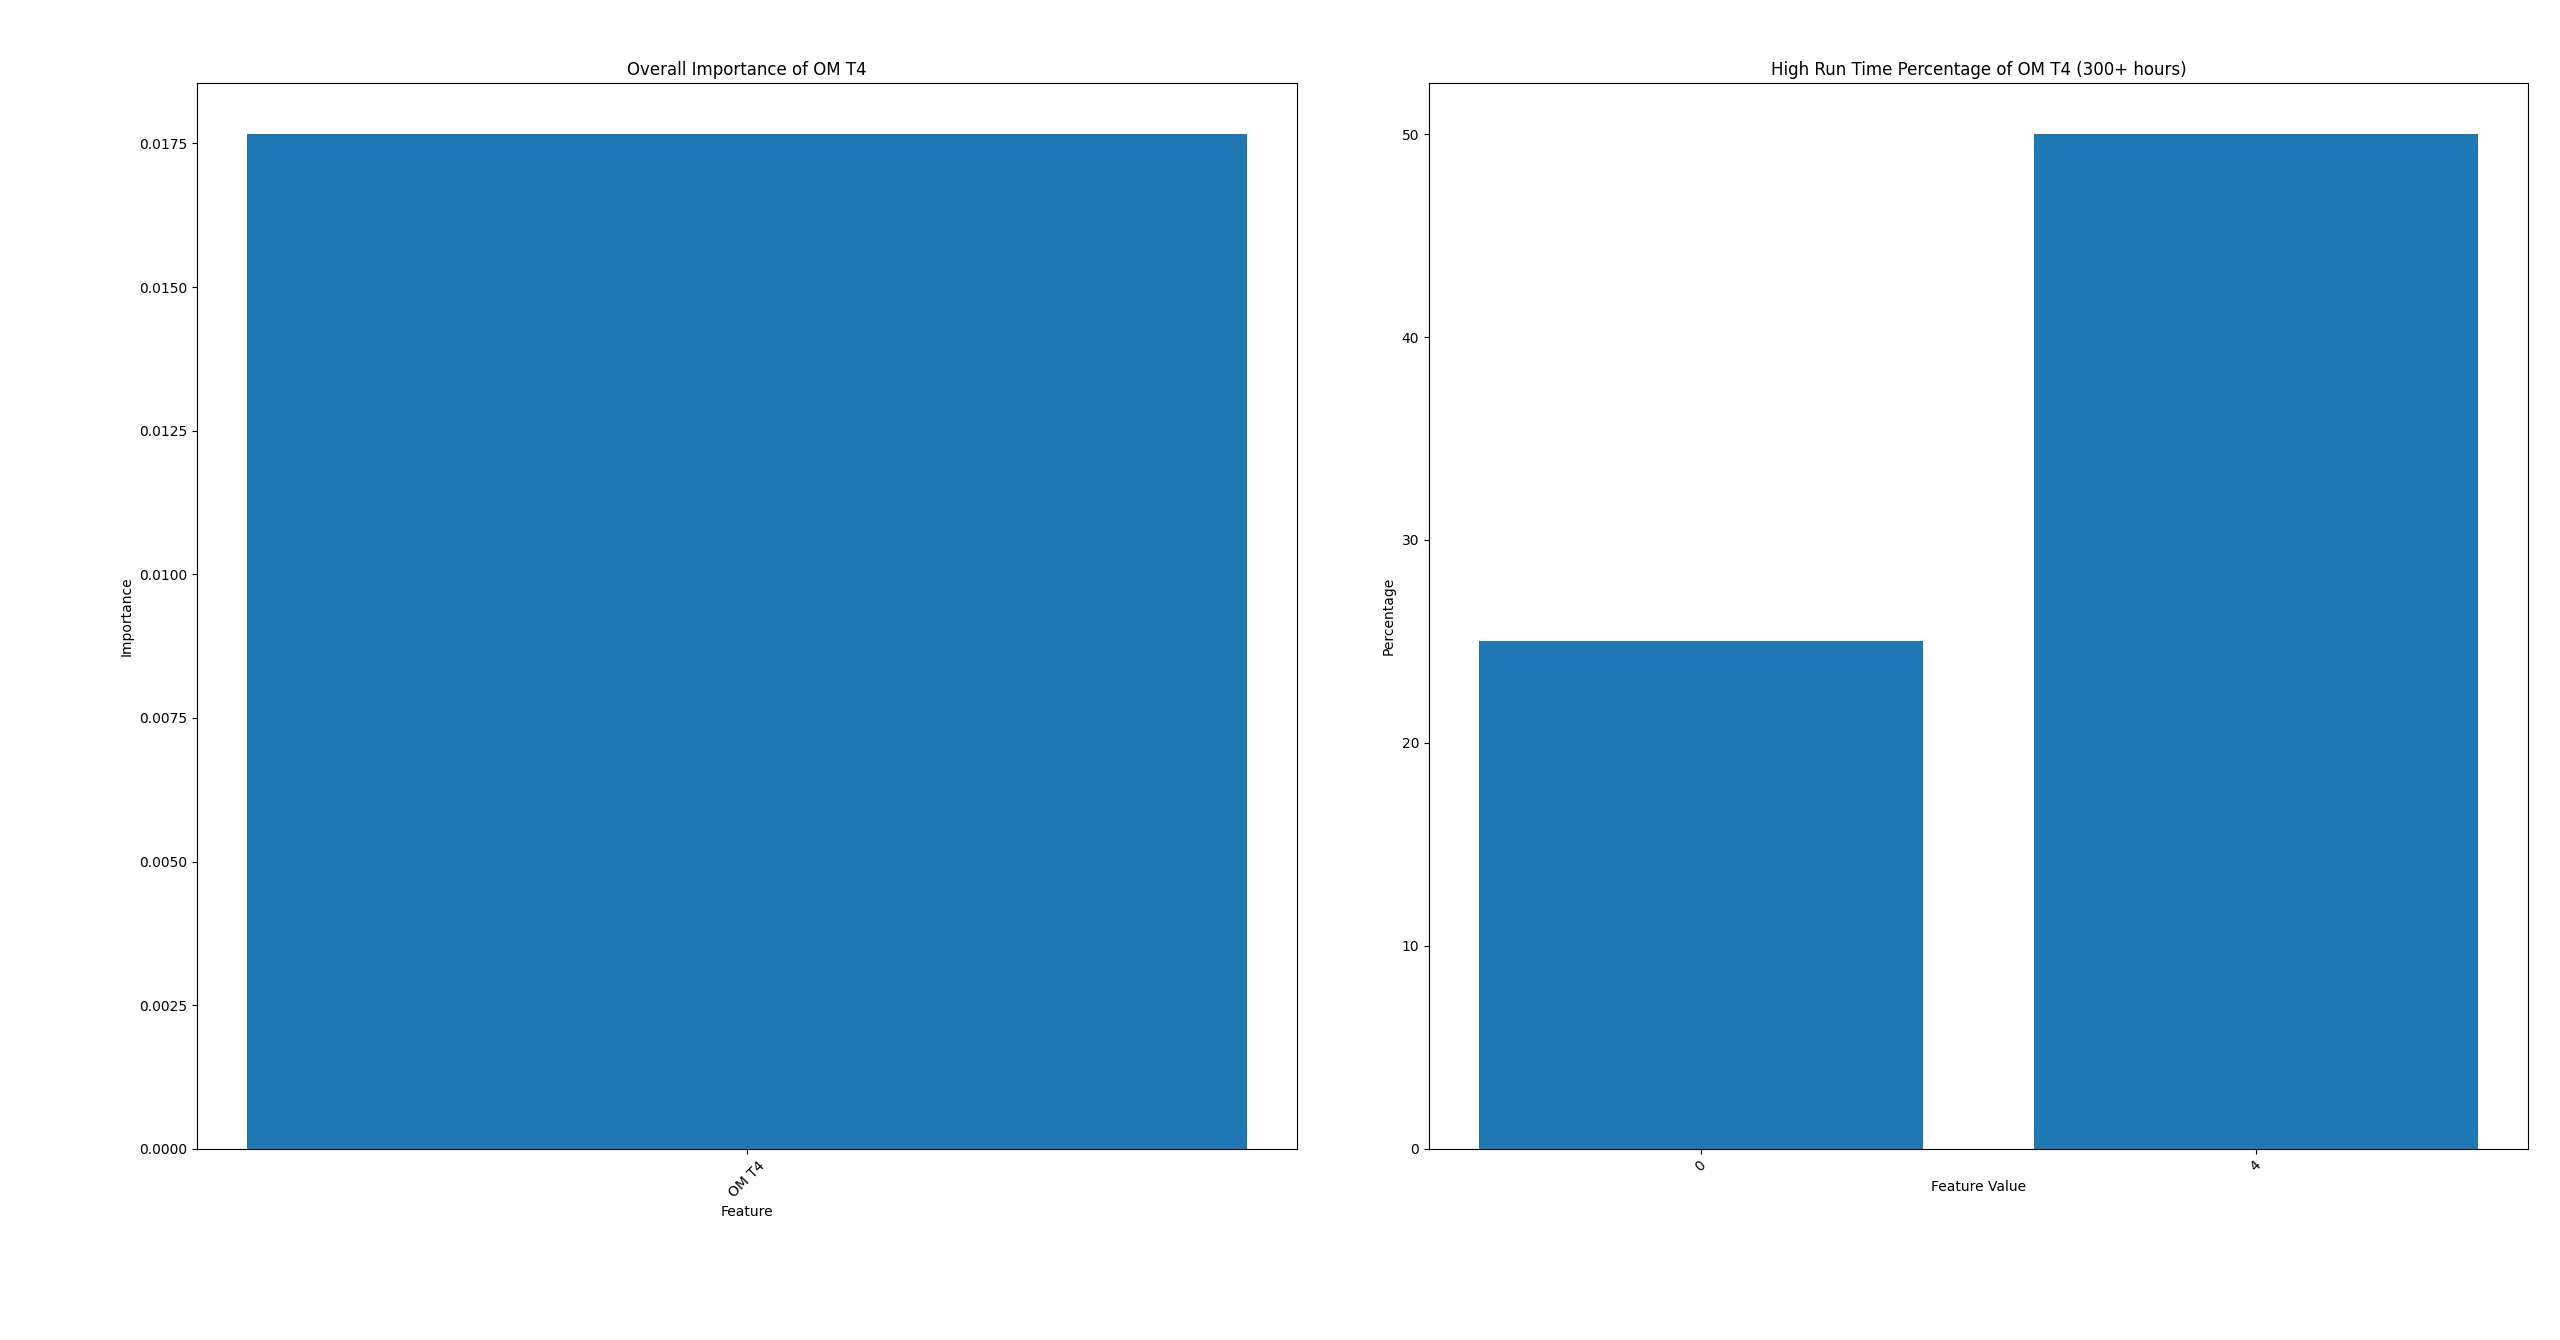 Overall Importance of OM T4
0.0175
0.0150
0.0125
0.0100
0.0075
0.0050
0.0025
0.0000
Importance
OM T4
Feature
High Run Time Percentage of OM T4 (300+ hours)
50
40
30
20
10
0
Percentage
0
4
Feature Value